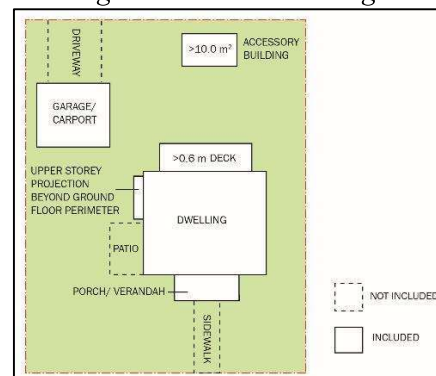 DRIVEWAY
>10.0 m²
ACCESSORY
BUILDING
GARAGE/
CARPORT
>0.6 m DECK
UPPER STOREY
PROJECTION
BEYOND GROUND
FLOOR PERIMETER
DWELLING
PATIO
PORCH/ VERANDAH
SIDEWALK
NOT INCLUDED
INCLUDED